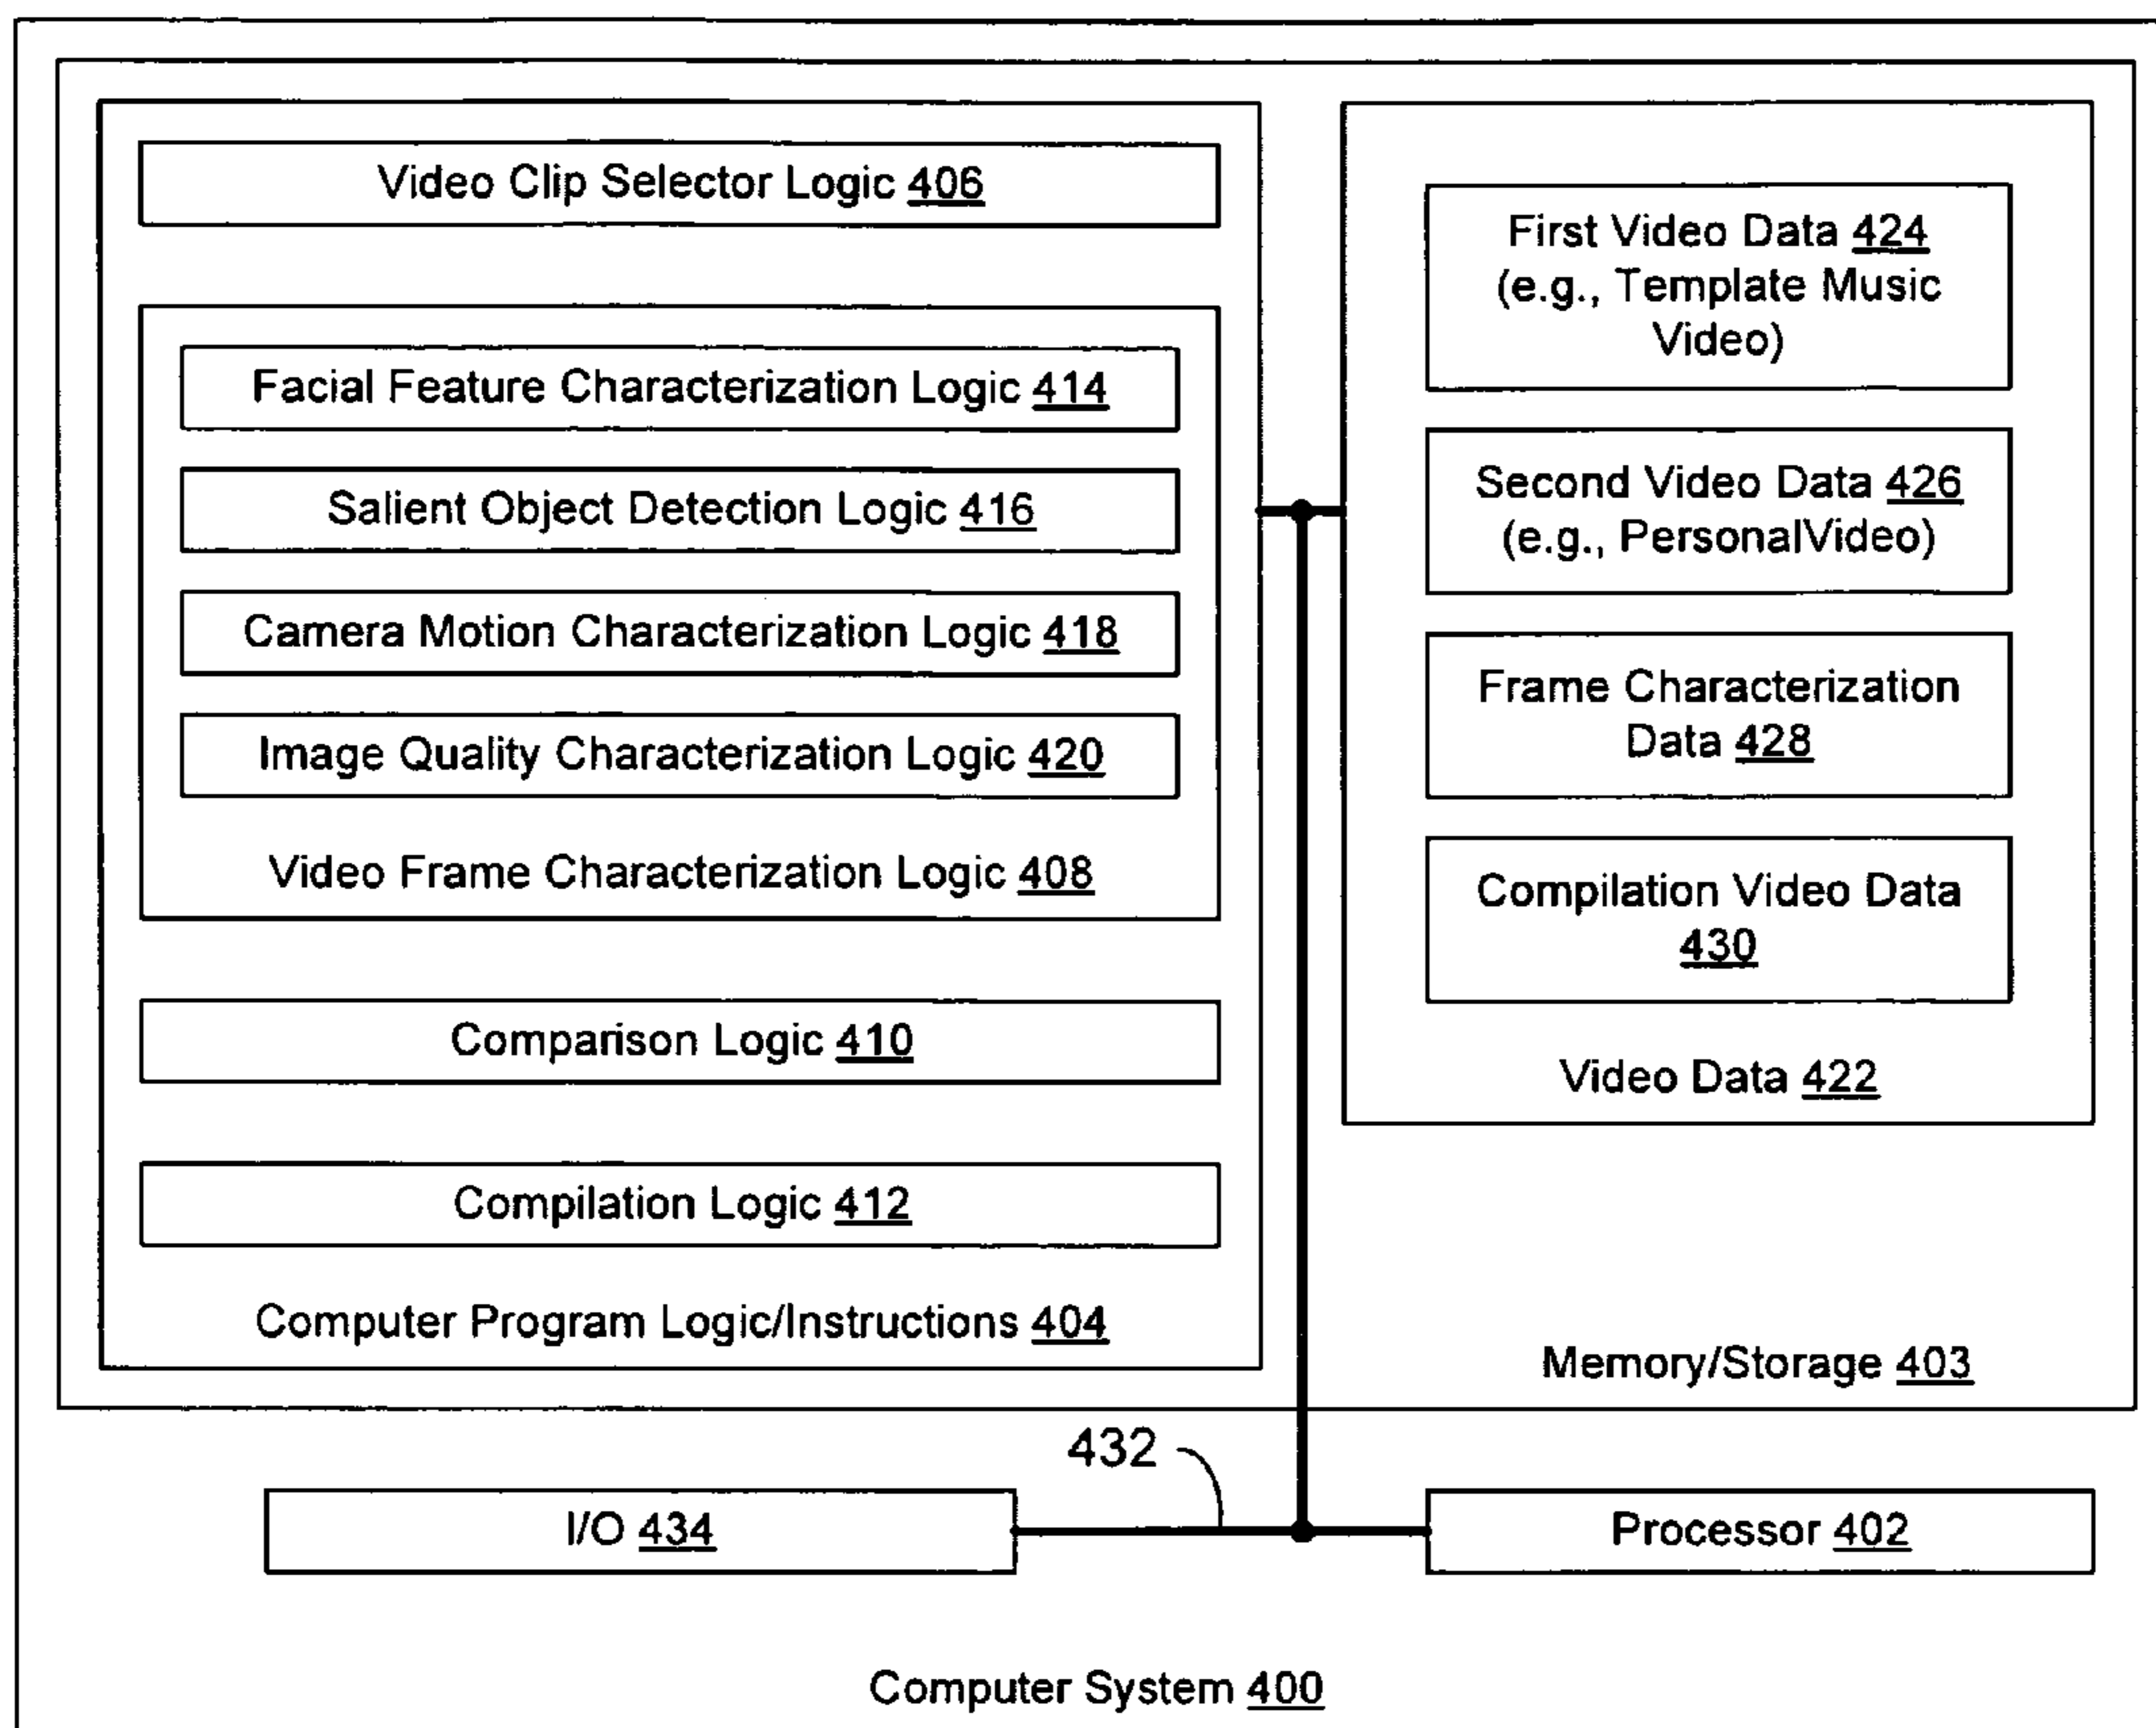 Video Clip Selector Logic 406
Facial Feature Characterization Logic 414
Salient Object Detection Logic 416
Camera Motion Characterization Logic 418
Image Quality Characterization Logic 420
Video Frame Characterization Logic 408
Comparison Logic 410
Compilation Logic 412
Computer Program Logic/Instructions 404
First Video Data 424
(e.g., Template Music
Video)
Second Video Data 426
(e.g., PersonalVideo)
Frame Characterization
Data 428
Compilation Video Data
430
Video Data 422
Memory/Storage 403
432
I/O 434
Processor 402
Computer System 400